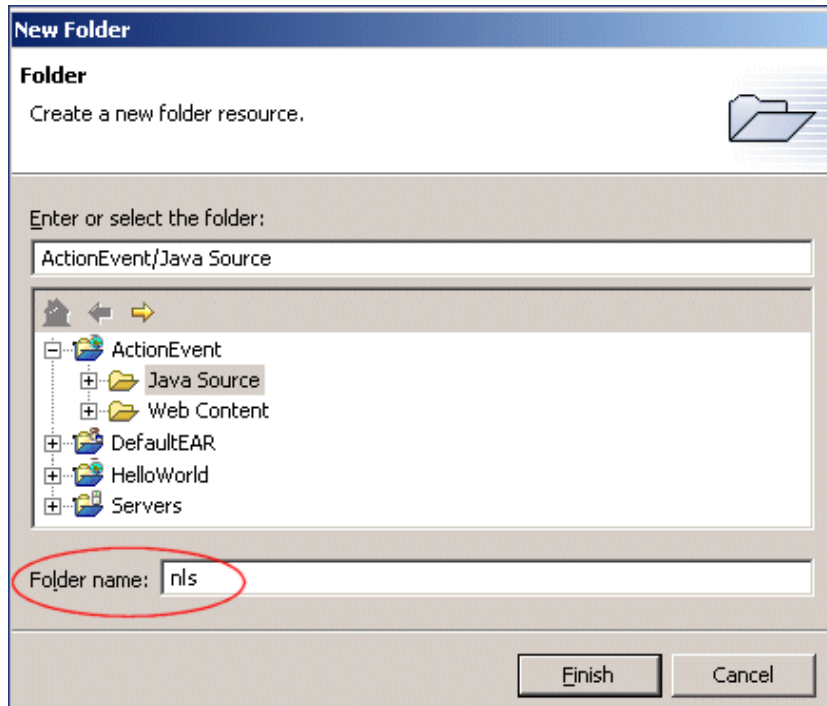 New Folder
Folder
Create a new folder resource.
Enter or select the folder:
ActionEvent/Java Source
ActionEvent
Java Source
Web Content
DefaultEAR
HelloWorld
Servers
Folder name: nls
Finish Cancel